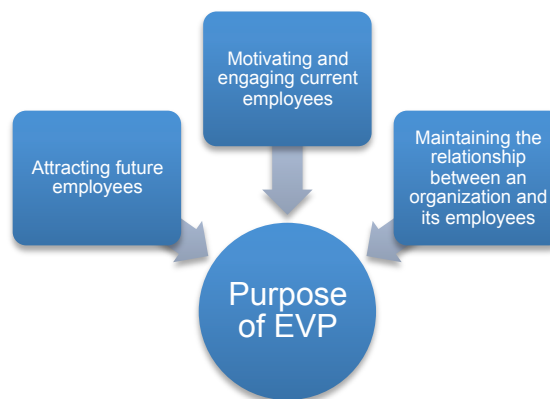 Motivating and
engaging current
employees
Attracting future
employees
Maintaining the
relationship
between an
organization and
its employees
Purpose
of EVP